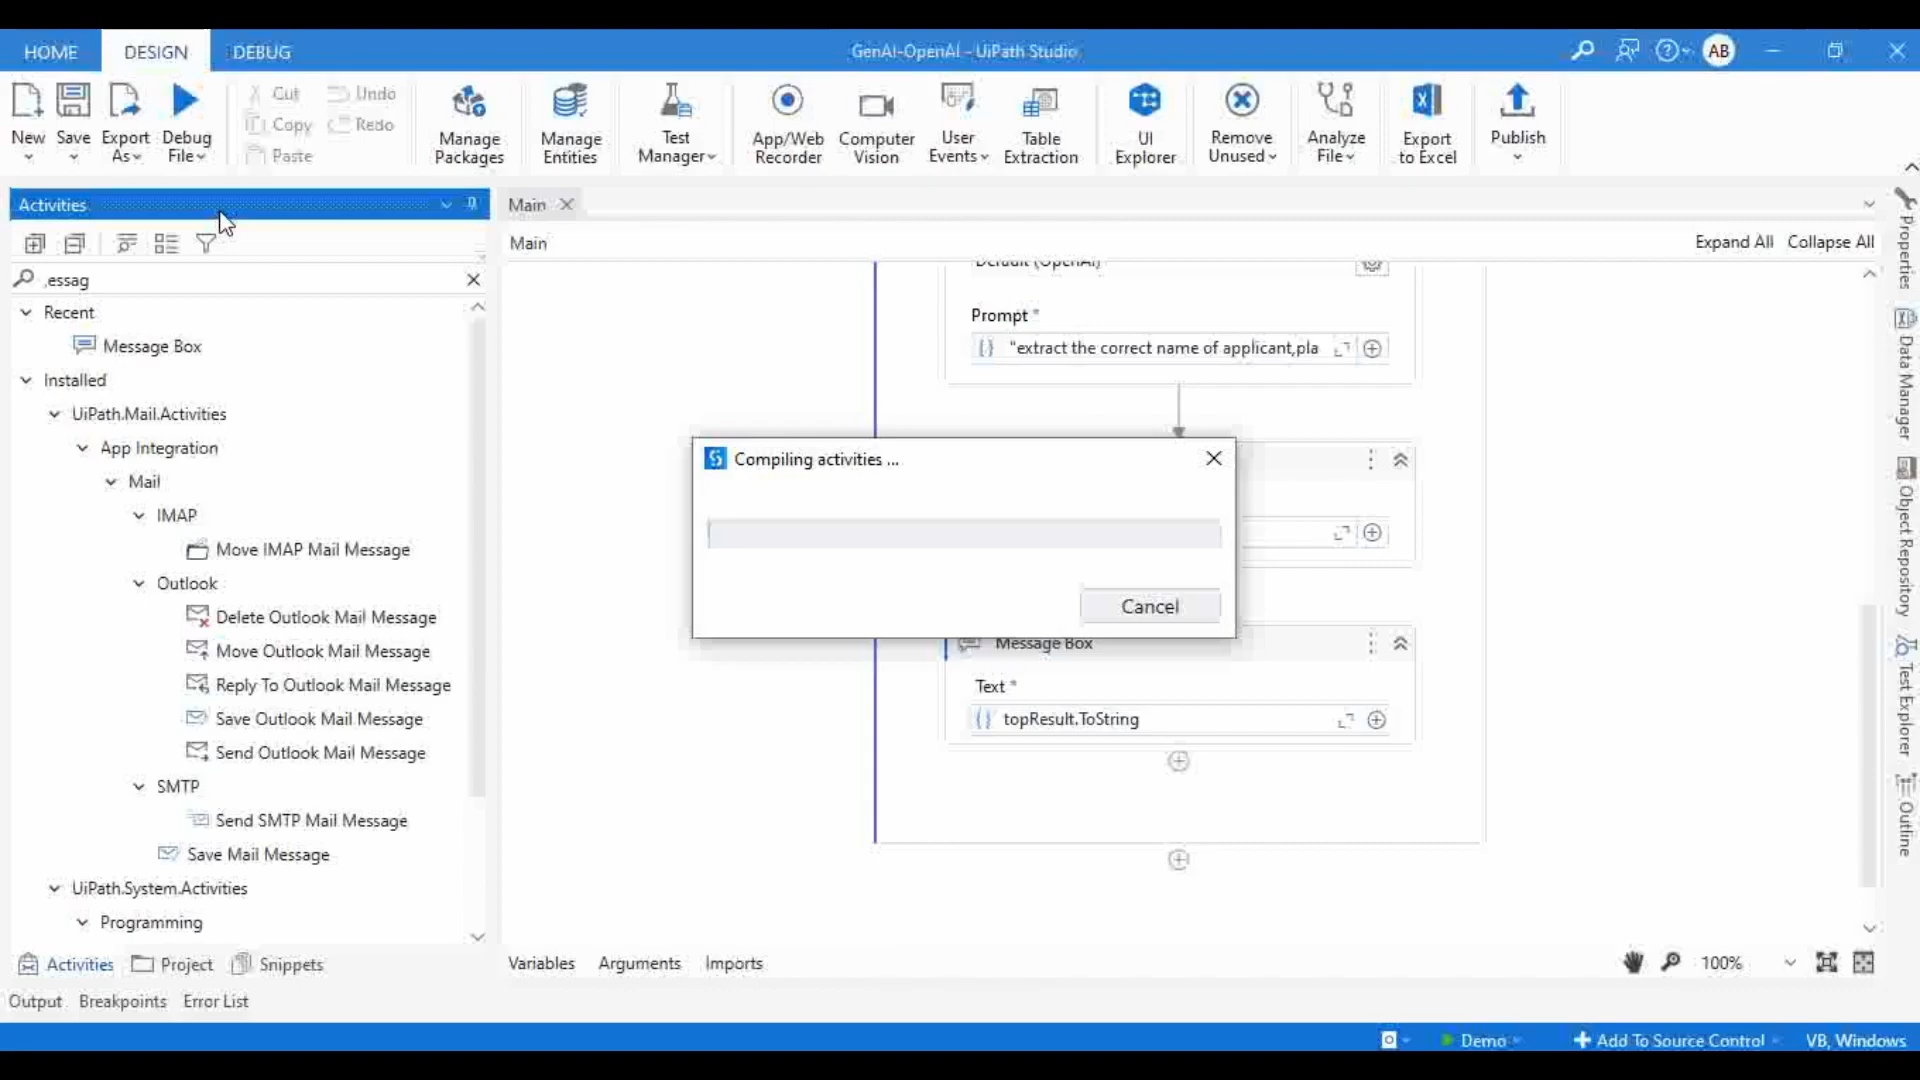 HOME DESIGN DEBUG GenAI-OpenAI - UiPath Studio AB
New Save Export As Debug File Cut Copy Paste Undo Redo Manage Packages Manage Entities Test Manager App/Web Recorder Computer Vision User Events Table Extraction UI Explorer Remove Unused Analyze File Export to Excel Publish
Activities
Main
Main
Expand All Collapse All
,essag
Recent
Message Box
Installed
UiPath.Mail.Activities
App Integration
Mail
IMAP
Move IMAP Mail Message
Outlook
Delete Outlook Mail Message
Move Outlook Mail Message
Reply To Outlook Mail Message
Save Outlook Mail Message
Send Outlook Mail Message
SMTP
Send SMTP Mail Message
Save Mail Message
UiPath.System.Activities
Programming
Default (OpenAI)
Prompt *
"extract the correct name of applicant,pla
Compiling activities ...
Cancel
Message Box
Text *
topResult.ToString
Properties
Data Manager
Object Repository
Test Explorer
Outline
Activities Project Snippets
Variables Arguments Imports
100%
Output Breakpoints Error List
Demo Add To Source Control VB, Windows